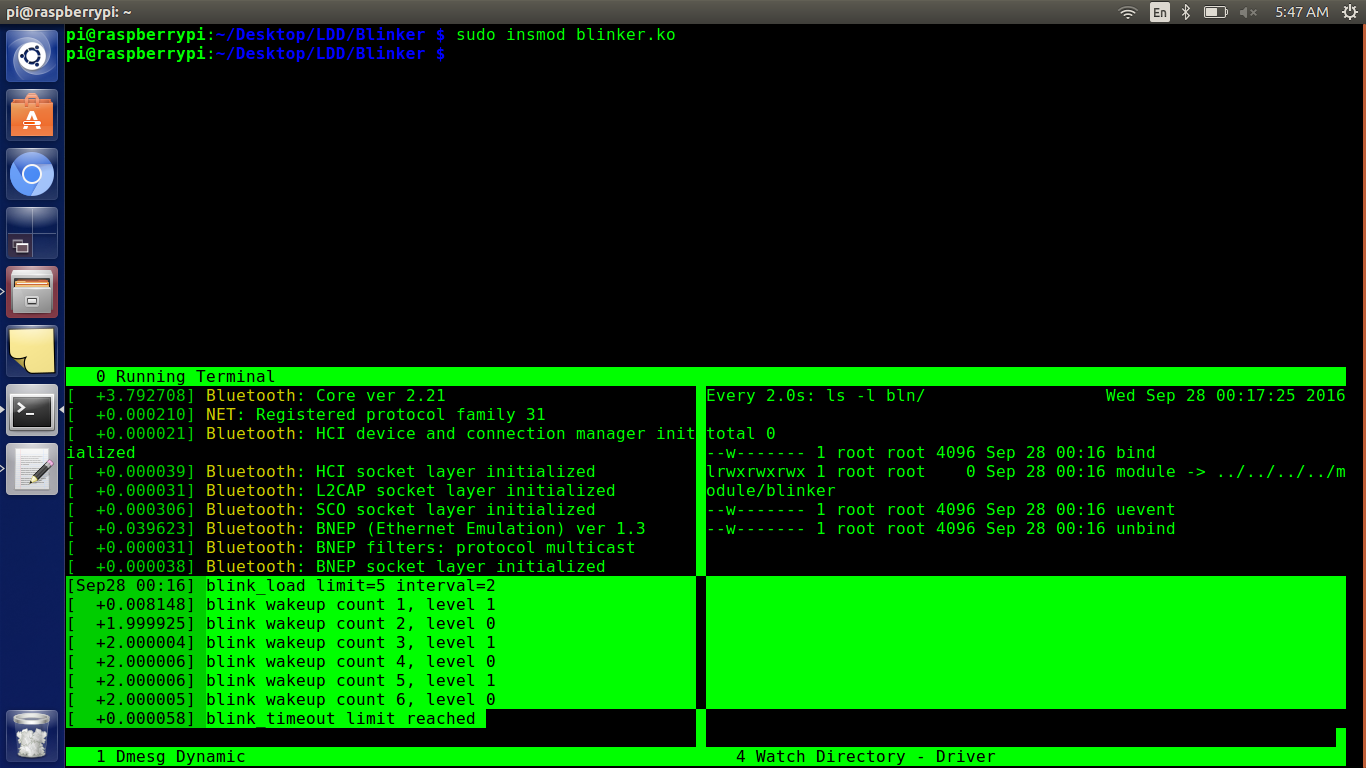 pi@raspberrypi: ~
En
5:47 AM
pi@raspberrypi:~/Desktop/LDD/Blinker $ sudo insmod blinker.ko
pi@raspberrypi:~/Desktop/LDD/Blinker $
0 Running Terminal
[  +3.792708] Bluetooth: Core ver 2.21
[  +0.000210] NET: Registered protocol family 31
[  +0.000021] Bluetooth: HCI device and connection manager init
ialized
[  +0.000039] Bluetooth: HCI socket layer initialized
[  +0.000031] Bluetooth: L2CAP socket layer initialized
[  +0.000306] Bluetooth: SCO socket layer initialized
[  +0.039623] Bluetooth: BNEP (Ethernet Emulation) ver 1.3
[  +0.000031] Bluetooth: BNEP filters: protocol multicast
[  +0.000038] Bluetooth: BNEP socket layer initialized
[Sep28 00:16] blink_load limit=5 interval=2
[  +0.008148] blink wakeup count 1, level 1
[  +1.999925] blink wakeup count 2, level 0
[  +2.000004] blink wakeup count 3, level 1
[  +2.000006] blink wakeup count 4, level 0
[  +2.000006] blink wakeup count 5, level 1
[  +2.000005] blink wakeup count 6, level 0
[  +0.000058] blink_timeout limit reached
1 Dmesg Dynamic
Every 2.0s: ls -l bln/ Wed Sep 28 00:17:25 2016
total 0
--w------- 1 root root 4096 Sep 28 00:16 bind
lrwxrwxrwx 1 root root    0 Sep 28 00:16 module -> ../../../../m
odule/blinker
--w------- 1 root root 4096 Sep 28 00:16 uevent
--w------- 1 root root 4096 Sep 28 00:16 unbind
4 Watch Directory - Driver